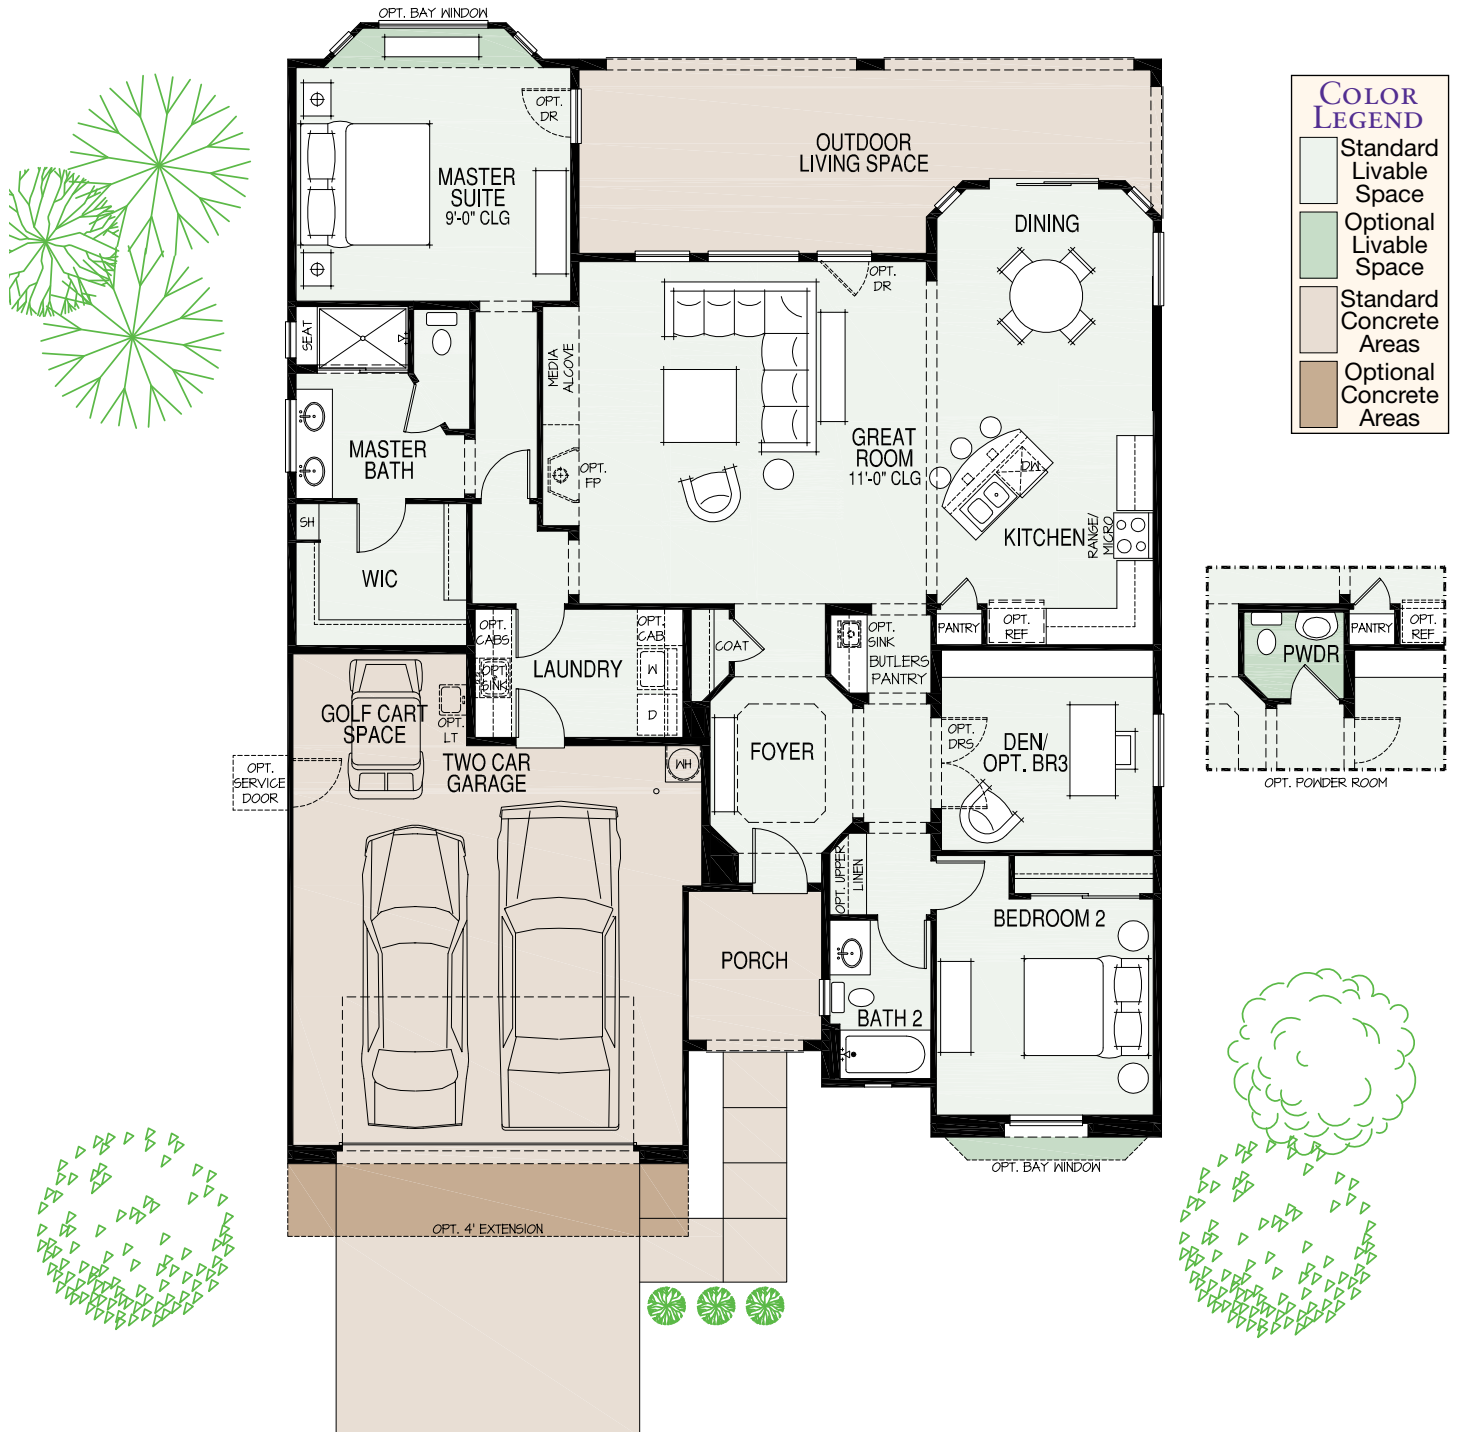 OPT. BAY WINDOW
OPT.
DR
MASTER
SUITE
9'-0" CLG
OUTDOOR
LIVING SPACE
DINING
OPT.
DR
COLOR
LEGEND
Standard
Livable
Space
Optional
Livable
Space
Standard
Concrete
Areas
Optional
Concrete
Areas
SEAT
MEDIA
ALCOVE
MASTER
BATH
OPT.
FP
GREAT
ROOM
11'-0" CLG
DW
KITCHEN
RANGE/
MICRO
SH
WIC
OPT.
CABS
OPT.
SINK
LAUNDRY
OPT.
CAB
W
D
COAT
OPT.
SINK
BUTLERS
PANTRY
PANTRY
OPT.
REF
PWDR
PANTRY
OPT.
REF
OPT. POWDER ROOM
GOLF CART
SPACE
OPT.
LT
OPT.
SERVICE
DOOR
TWO CAR
GARAGE
WH
FOYER
OPT.
DRS
DEN/
OPT. BR3
OPT. UPPER
LINEN
BEDROOM 2
PORCH
BATH 2
OPT. BAY WINDOW
OPT. 4' EXTENSION